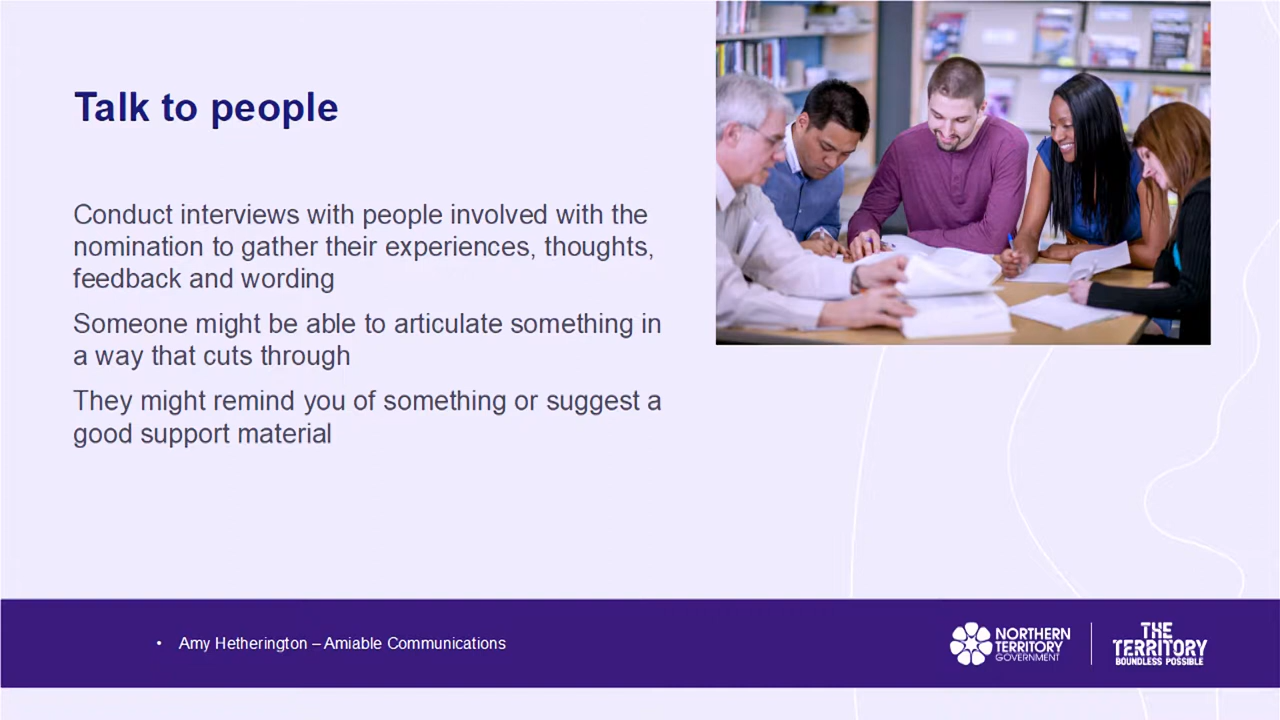 Talk to people
Conduct interviews with people involved with the
nomination to gather their experiences, thoughts,
feedback and wording
Someone might be able to articulate something in
a way that cuts through
They might remind you of something or suggest a
good support material
• Amy Hetherington – Amiable Communications
NORTHERN
TERRITORY
GOVERNMENT
THE
TERRITORY
BOUNDLESS POSSIBLE